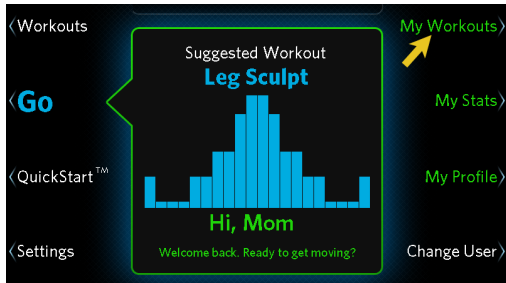 Workouts
Go
QuickStart™
Settings
Suggested Workout
Leg Sculpt
Hi, Mom
Welcome back. Ready to get moving?
My Workouts
My Stats
My Profile
Change User